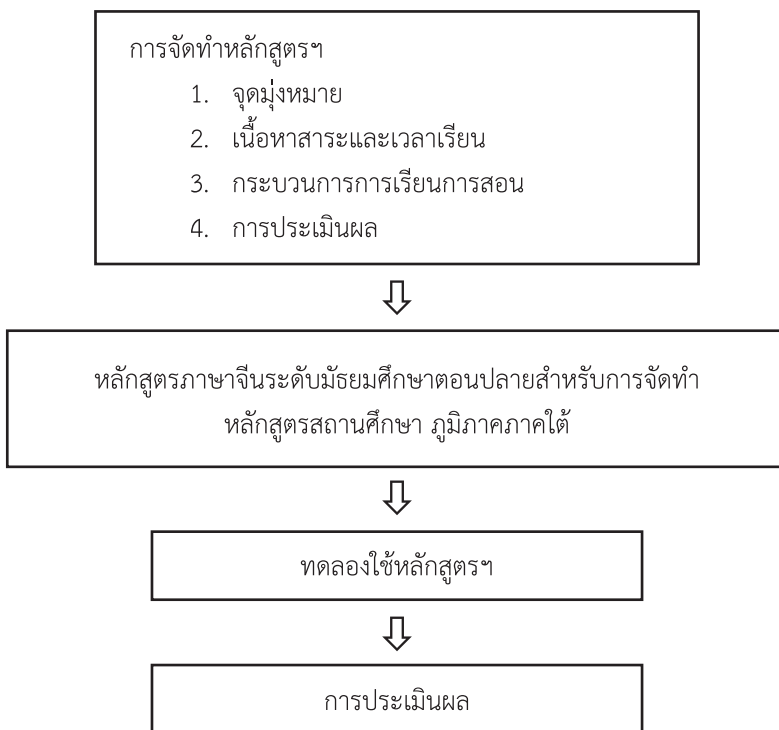 การจัดทำหลักสูตรฯ
1. จุดมุ่งหมาย
2. เนื้อหาสาระและเวลาเรียน
3. กระบวนการการเรียนการสอน
4. การประเมินผล
หลักสูตรภาษาจีนระดับมัธยมศึกษาตอนปลายสำหรับการจัดทำ
หลักสูตรสถานศึกษา ภูมิภาคภาคใต้
ทดลองใช้หลักสูตรฯ
การประเมินผล